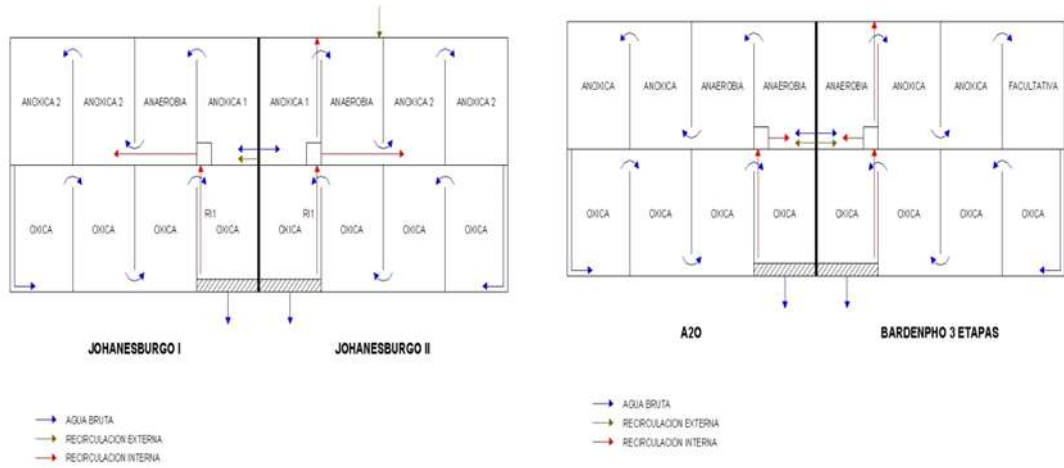 ANOXICA 2 ANOXICA 2 ANAEROBIA ANOXICA 1 ANOXICA 1 ANAEROBIA ANOXICA 2 ANOXICA 2
RI1 RI1
OXICA OXICA OXICA OXICA OXICA OXICA OXICA OXICA
JOHANESBURGO I JOHANESBURGO II
AGUA BRUTA
RECIRCULACION EXTERNA
RECIRCULACION INTERNA
ANOXICA ANOXICA ANAEROBIA ANAEROBIA ANAEROBIA ANOXICA ANOXICA FACULTATIVA
OXICA OXICA OXICA OXICA OXICA OXICA OXICA OXICA
A2O BARDENPHO 3 ETAPAS
AGUA BRUTA
RECIRCULACION EXTERNA
RECIRCULACION INTERNA